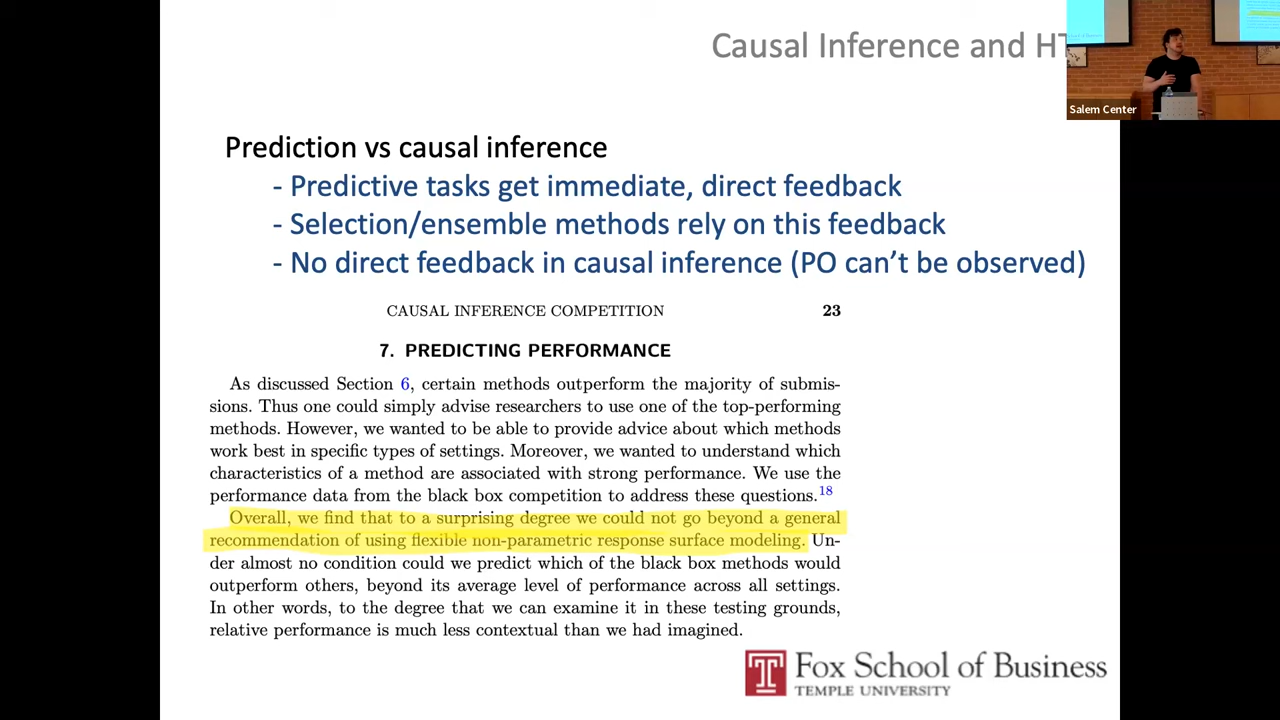 Causal Inference and HT
Salem Center
Prediction vs causal inference
- Predictive tasks get immediate, direct feedback
- Selection/ensemble methods rely on this feedback
- No direct feedback in causal inference (PO can't be observed)
CAUSAL INFERENCE COMPETITION 23
7. PREDICTING PERFORMANCE
As discussed Section 6, certain methods outperform the majority of submis-
sions. Thus one could simply advise researchers to use one of the top-performing
methods. However, we wanted to be able to provide advice about which methods
work best in specific types of settings. Moreover, we wanted to understand which
characteristics of a method are associated with strong performance. We use the
performance data from the black box competition to address these questions.18
Overall, we find that to a surprising degree we could not go beyond a general
recommendation of using flexible non-parametric response surface modeling. Un-
der almost no condition could we predict which of the black box methods would
outperform others, beyond its average level of performance across all settings.
In other words, to the degree that we can examine it in these testing grounds,
relative performance is much less contextual than we had imagined.
Fox School of Business
TEMPLE UNIVERSITY